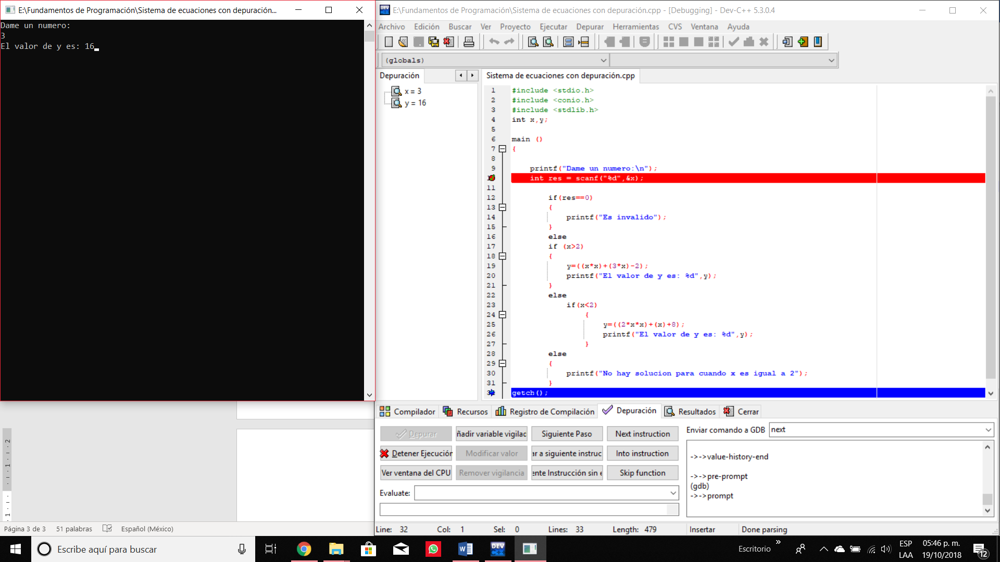 E:\Fundamentos de Programación\Sistema de ecuaciones con depuración...
Dame un numero:
3
El valor de y es: 16
Página 3 de 3 51 palabras Español (México)
E:\Fundamentos de Programación\Sistema de ecuaciones con depuración.cpp - [Debugging] - Dev-C++ 5.3.0.4
Archivo Edición Buscar Ver Proyecto Ejecutar Depurar Herramientas CVS Ventana Ayuda
(globals)
Depuración
x = 3
y = 16
Sistema de ecuaciones con depuración.cpp
1 #include <stdio.h>
2 #include <conio.h>
3 #include <stdlib.h>
4 int x,y;
5
6 main ()
7 {
8
9 printf("Dame un numero:\n");
int res = scanf("%d",&x);
11
12 if(res==0)
13 {
14 printf("Es invalido");
15 }
16 else
17 if (x>2)
18 {
19 y=((x*x)+(3*x)-2);
20 printf("El valor de y es: %d",y);
21 }
22 else
23 if(x<2)
24 {
25 y=((2*x*x)+(x)+8);
26 printf("El valor de y es: %d",y);
27 }
28 else
29 {
30 printf("No hay solucion para cuando x es igual a 2");
31 }
getch();
Compilador Recursos Registro de Compilación Depuración Resultados Cerrar
Depurar ñadir variable vigilac Siguiente Paso Next instruction
Detener Ejecución Modificar valor ar a siguiente instruc Into instruction
Ver ventana del CPU Remover vigilancia ente Instrucción sin e Skip function
Evaluate:
Enviar comando a GDB next
->->value-history-end
->->pre-prompt
(gdb)
->->prompt
Line: 32 Col: 1 Sel: 0 Lines: 33 Length: 479 Insertar Done parsing
Escribe aquí para buscar
DEV C++
Escritorio
ESP
LAA
05:46 p. m.
19/10/2018
12